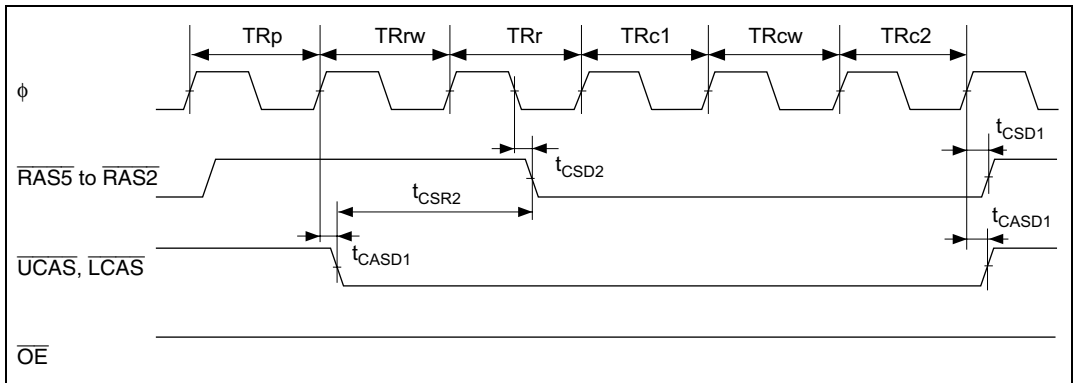 TRp TRrw TRr TRc1 TRcw TRc2
ϕ
tCSD1
RAS5 to RAS2
tCSD2
tCSR2
tCASD1
tCASD1
UCAS, LCAS
OE